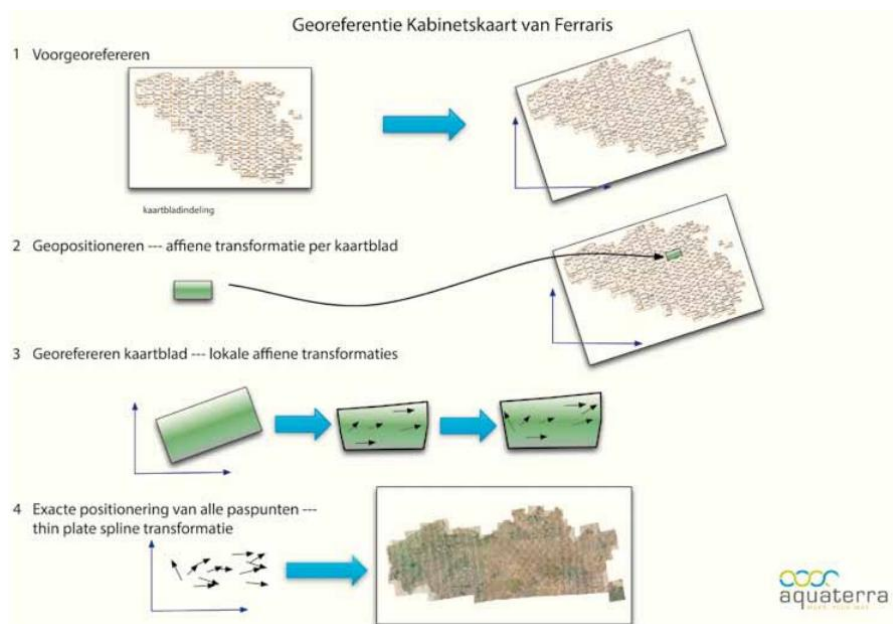 Georeferentie Kabinetskaart van Ferraris
1 Voorgeorefereren
kaartbladindeling
2 Geopositioneren --- affiene transformatie per kaartblad
3 Georefereren kaartblad --- lokale affiene transformaties
4 Exacte positionering van alle paspunten ---
thin plate spline transformatie
aquaterra